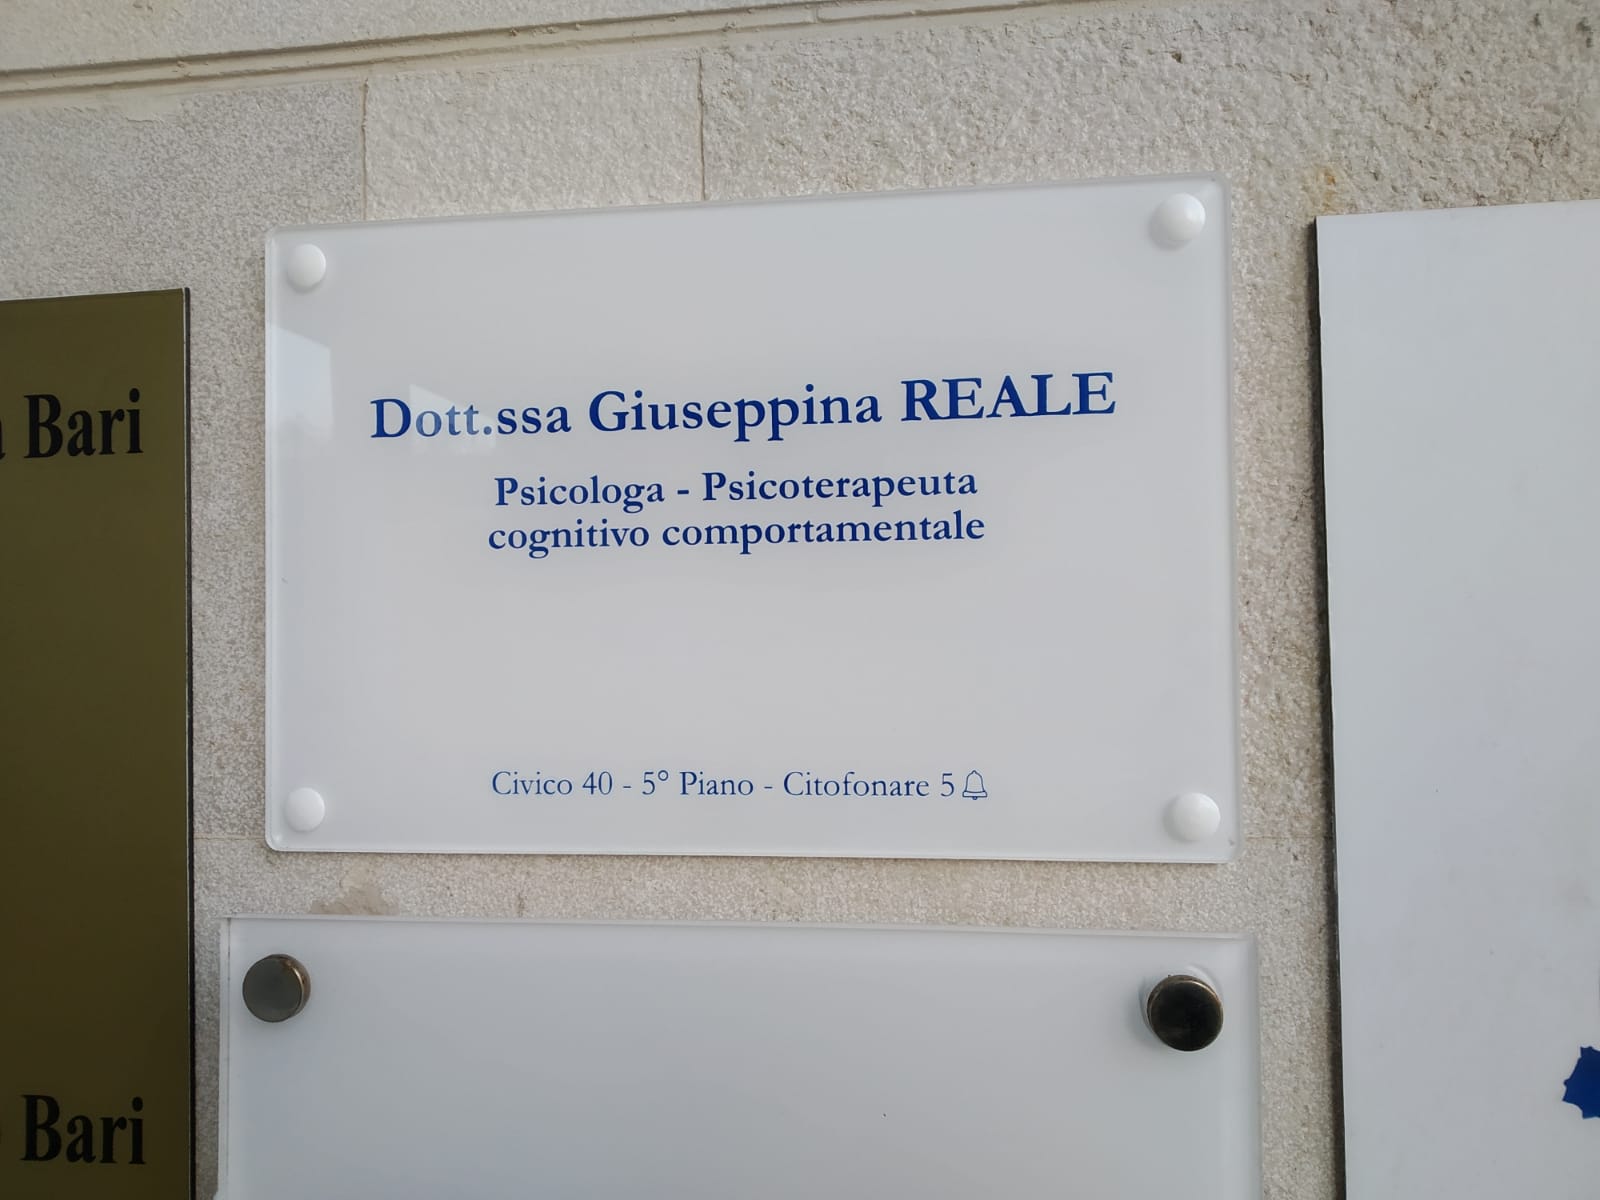 Bari
Dott.ssa Giuseppina REALE
Psicologa - Psicoterapeuta
cognitivo comportamentale
Civico 40 - 5° Piano - Citofonare 5
Bari